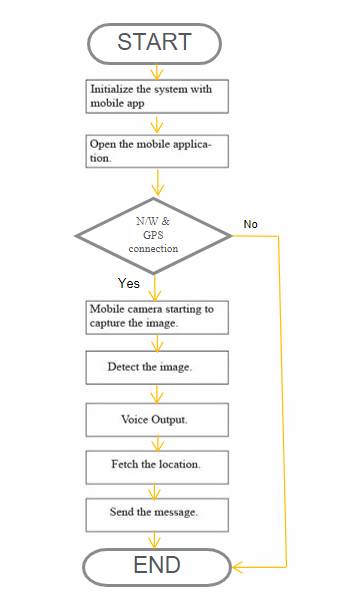 START
Initialize the system with
mobile app
Open the mobile applica-
tion.
N/W &
GPS
connection
No
Yes
Mobile camera starting to
capture the image.
Detect the image.
Voice Output.
Fetch the location.
Send the message.
END